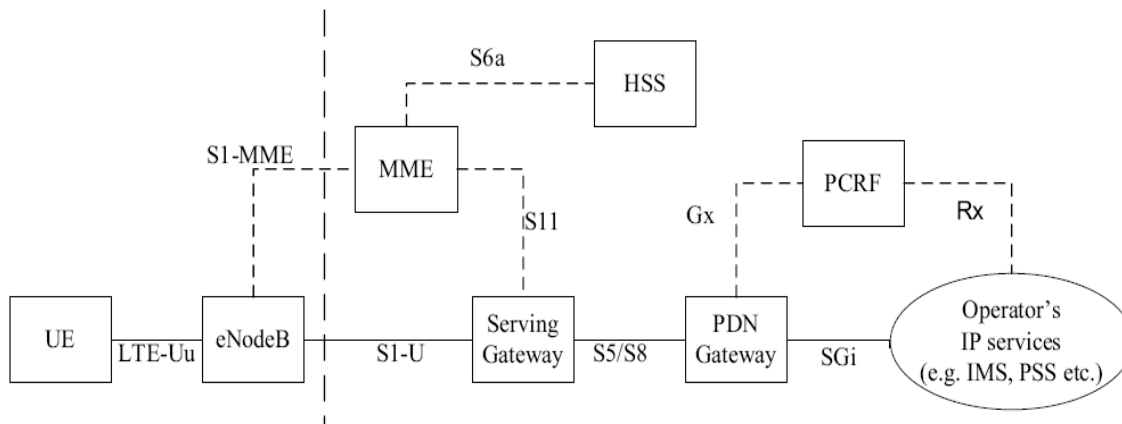 S6a
HSS
S1-MME
MME
PCRF
S11
Gx
Rx
UE
LTE-Uu
eNodeB
S1-U
Serving
Gateway
S5/S8
PDN
Gateway
SGi
Operator’s
IP services
(e.g. IMS, PSS etc.)